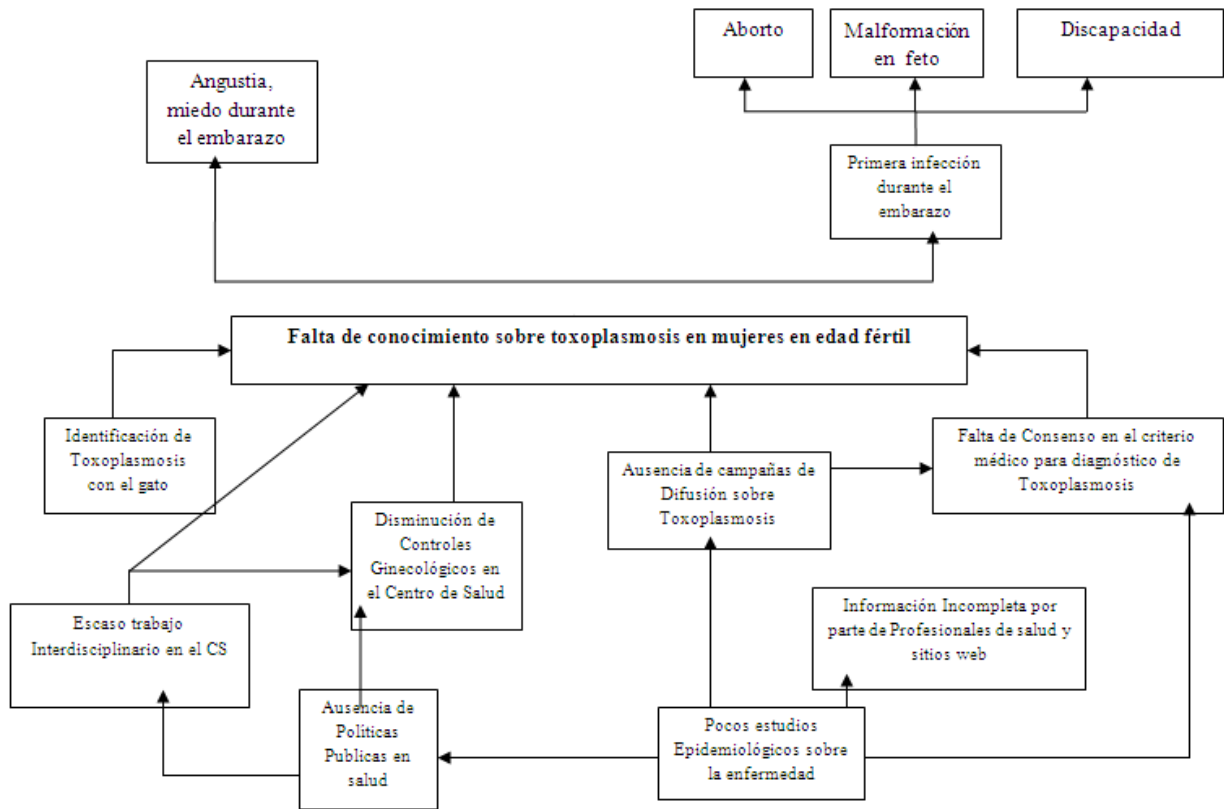 Aborto
Malformación
en feto
Discapacidad
Angustia,
miedo durante
el embarazo
Primera infección
durante el
embarazo
Falta de conocimiento sobre toxoplasmosis en mujeres en edad fértil
Identificación de
Toxoplasmosis
con el gato
Disminución de
Controles
Ginecológicos en
el Centro de Salud
Ausencia de campañas de
Difusión sobre
Toxoplasmosis
Falta de Consenso en el criterio
médico para diagnóstico de
Toxoplasmosis
Escaso trabajo
Interdisciplinario en el CS
Información Incompleta por
parte de Profesionales de salud y
sitios web
Ausencia de
Políticas
Publicas en
salud
Pocos estudios
Epidemiológicos sobre
la enfermedad